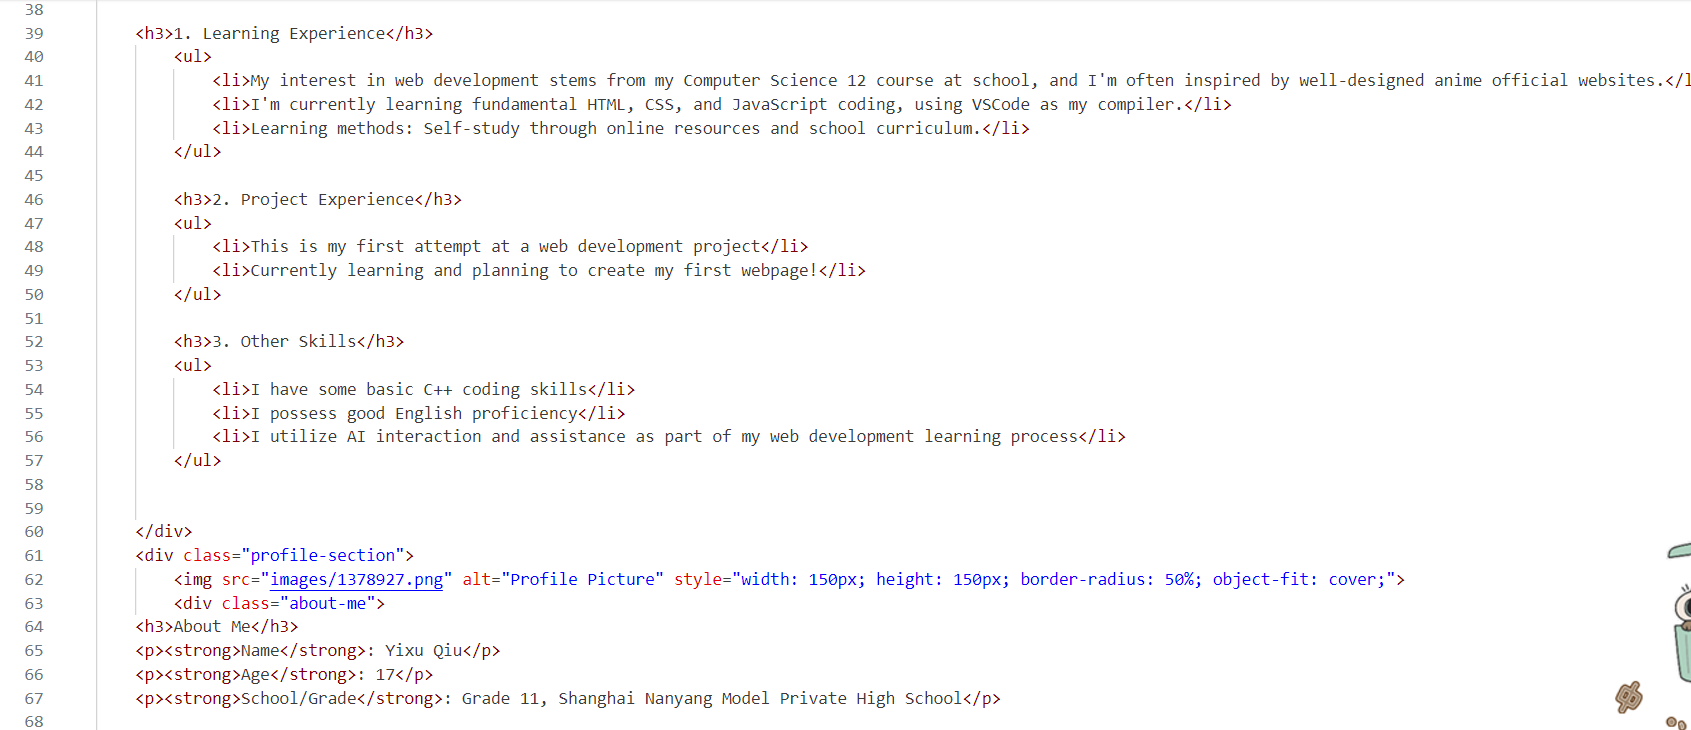 38
39 <h3>1. Learning Experience</h3>
40 <ul>
41 <li>My interest in web development stems from my Computer Science 12 course at school, and I'm often inspired by well-designed anime official websites.</l
42 <li>I'm currently learning fundamental HTML, CSS, and JavaScript coding, using VSCode as my compiler.</li>
43 <li>Learning methods: Self-study through online resources and school curriculum.</li>
44 </ul>
45
46 <h3>2. Project Experience</h3>
47 <ul>
48 <li>This is my first attempt at a web development project</li>
49 <li>Currently learning and planning to create my first webpage!</li>
50 </ul>
51
52 <h3>3. Other Skills</h3>
53 <ul>
54 <li>I have some basic C++ coding skills</li>
55 <li>I possess good English proficiency</li>
56 <li>I utilize AI interaction and assistance as part of my web development learning process</li>
57 </ul>
58
59
60 </div>
61 <div class="profile-section">
62 <img src="images/1378927.png" alt="Profile Picture" style="width: 150px; height: 150px; border-radius: 50%; object-fit: cover;">
63 <div class="about-me">
64 <h3>About Me</h3>
65 <p><strong>Name</strong>: Yixu Qiu</p>
66 <p><strong>Age</strong>: 17</p>
67 <p><strong>School/Grade</strong>: Grade 11, Shanghai Nanyang Model Private High School</p>
68